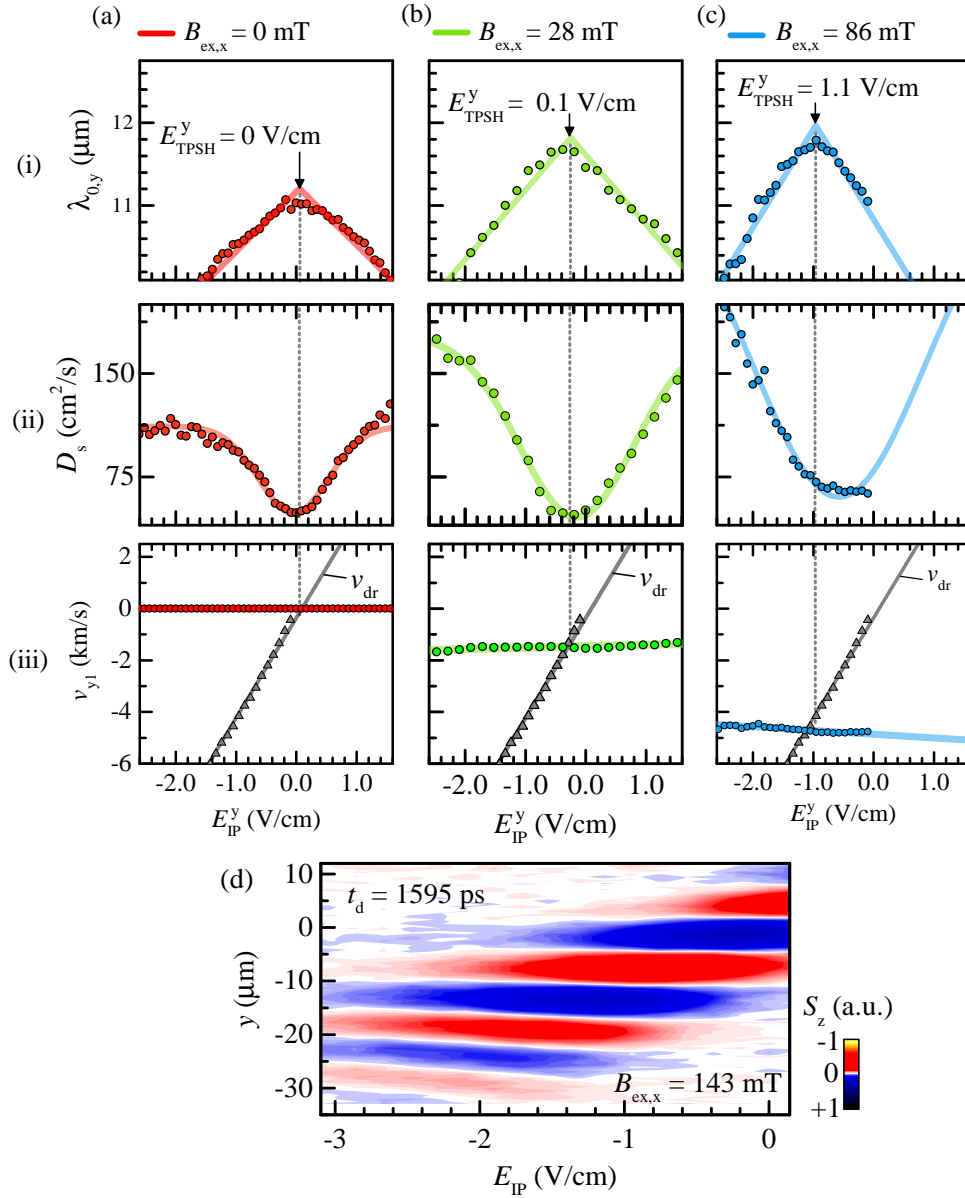 (a) (b) (c)
B_ex,x = 0 mT B_ex,x = 28 mT B_ex,x = 86 mT
(i)
λ_0,y (μm)
12
11
E^y_TPSH = 0 V/cm
E^y_TPSH = 0.1 V/cm
E^y_TPSH = 1.1 V/cm
(ii)
D_s (cm²/s)
150
75
(iii)
v_y1 (km/s)
2
0
-2
-4
-6
v_dr v_dr v_dr
-2.0 -1.0 0.0 1.0 -2.0 -1.0 0.0 1.0 -2.0 -1.0 0.0 1.0
E^y_IP (V/cm) E^y_IP (V/cm) E^y_IP (V/cm)
(d)
t_d = 1595 ps
y (μm)
10
0
-10
-20
-30
B_ex,x = 143 mT
S_z (a.u.)
-1
0
+1
-3 -2 -1 0
E_IP (V/cm)